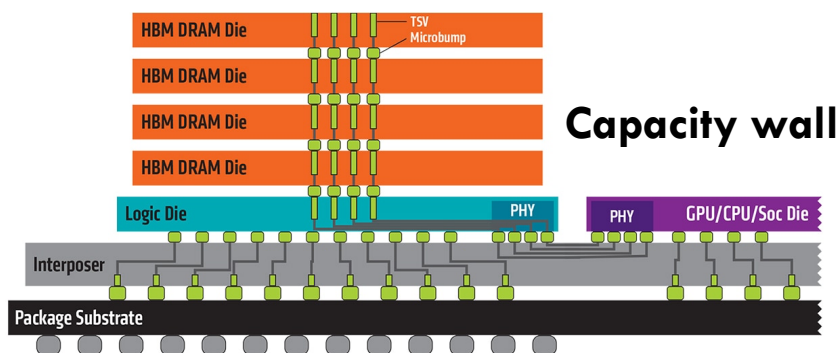 HBM DRAM Die
TSV
Microbump
HBM DRAM Die
HBM DRAM Die
Capacity wall
HBM DRAM Die
Logic Die
PHY
PHY
GPU/CPU/Soc Die
Interposer
Package Substrate